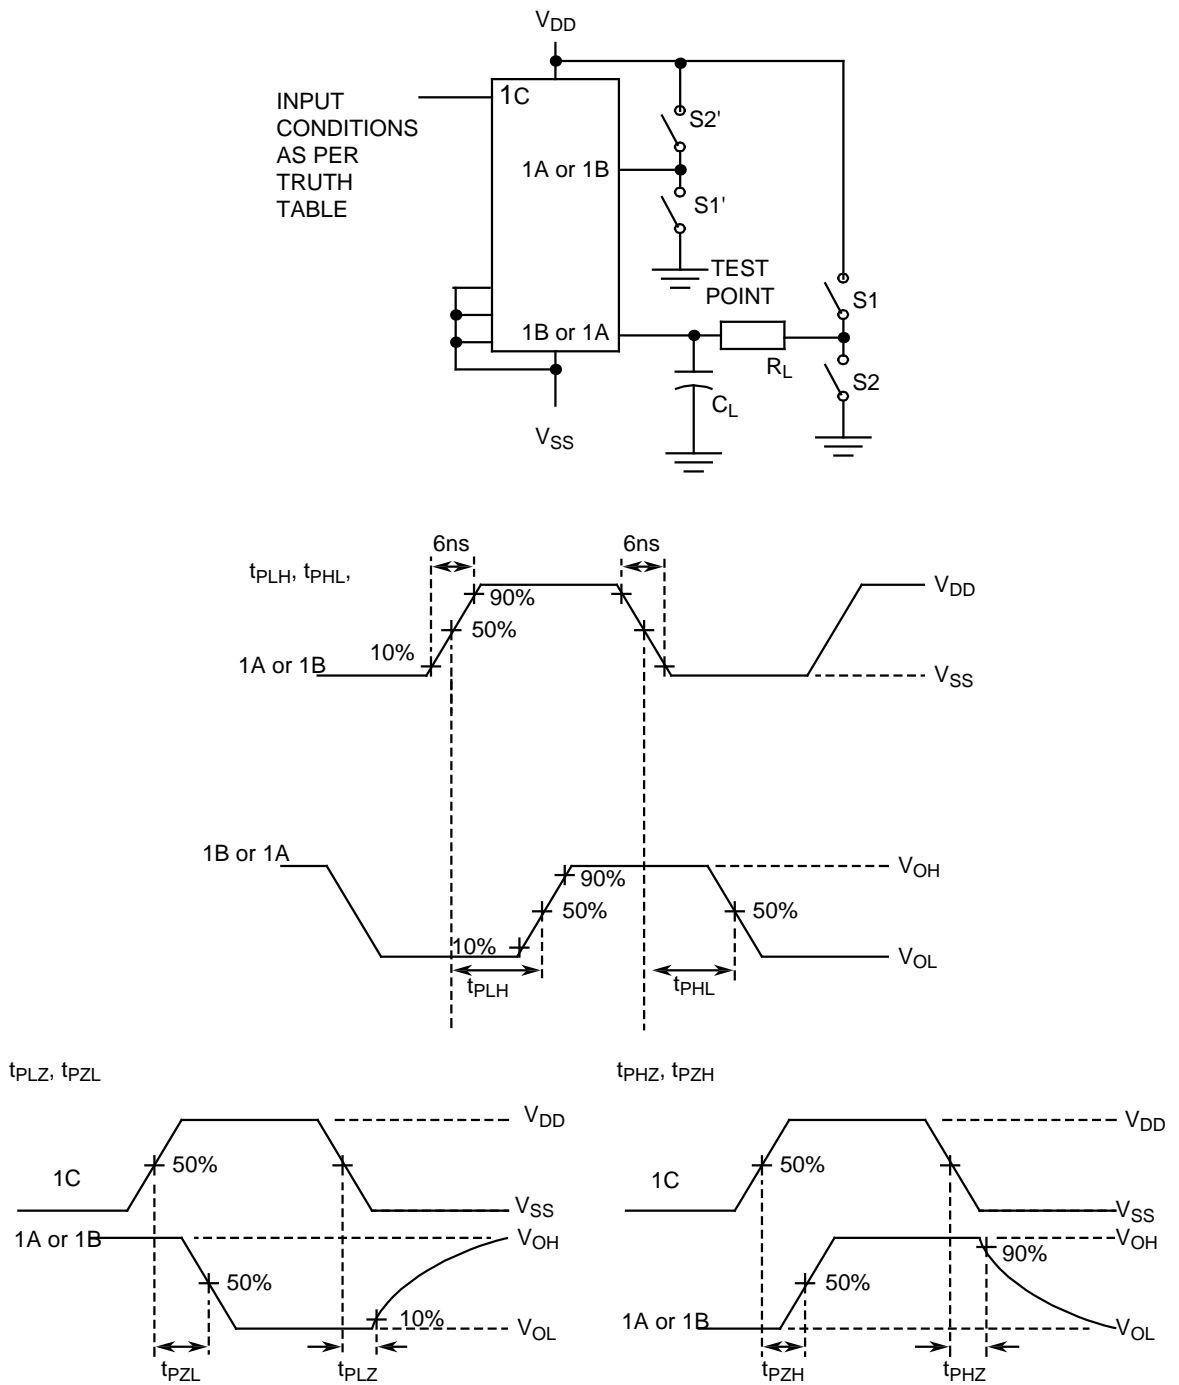 VDD
INPUT
CONDITIONS
AS PER
TRUTH
TABLE
1C
S2'
1A or 1B
S1'
TEST
POINT
S1
1B or 1A
RL
S2
CL
VSS
6ns
6ns
tPLH, tPHL,
VDD
90%
50%
10%
1A or 1B
VSS
1B or 1A
VOH
90%
50%
50%
10%
VOL
tPLH
tPHL
tPLZ, tPZL
VDD
50%
1C
VSS
1A or 1B
VOH
50%
10%
VOL
tPZL
tPLZ
tPHZ, tPZH
VDD
50%
1C
VSS
VOH
90%
50%
1A or 1B
VOL
tPZH
tPHZ